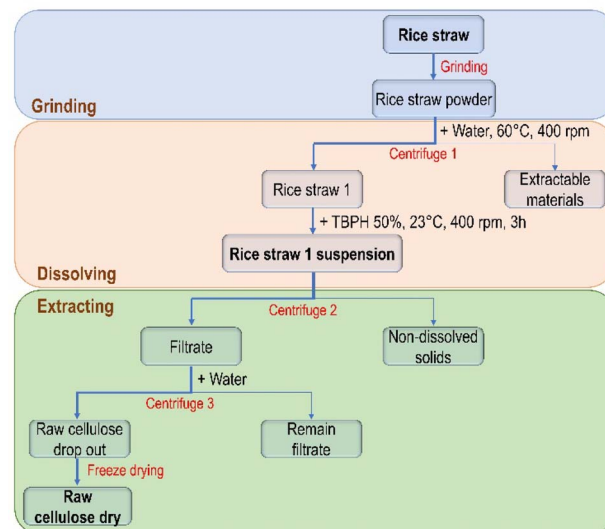 Rice straw
Grinding
Rice straw powder
Grinding
+ Water, 60°C, 400 rpm
Centrifuge 1
Rice straw 1
Extractable
materials
+ TBPH 50%, 23°C, 400 rpm, 3h
Rice straw 1 suspension
Dissolving
Extracting
Centrifuge 2
Filtrate
Non-dissolved
solids
+ Water
Centrifuge 3
Raw cellulose
drop out
Remain
filtrate
Freeze drying
Raw
cellulose dry